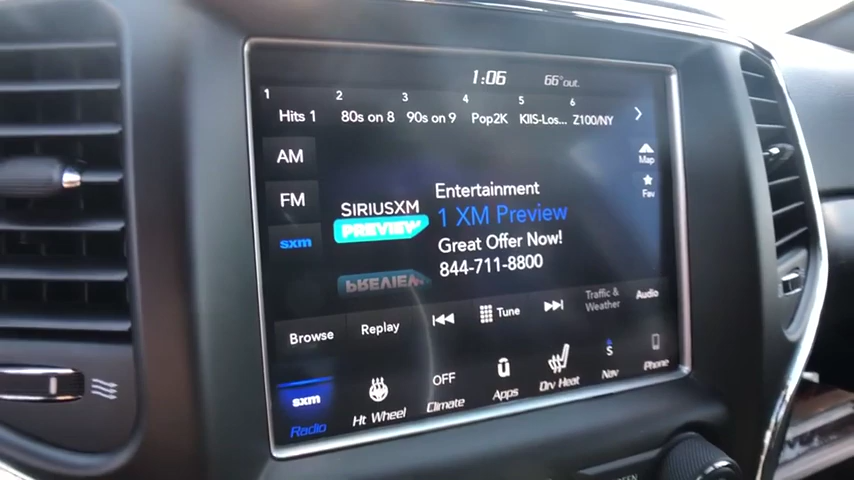 1:06 66° out.
1 2 3 4 5 6
Hits 1 80s on 8 90s on 9 Pop2K KIIS-Los... Z100/NY
AM
Map
FM
Fav
sxm
SIRIUSXM
PREVIEW
Entertainment
1 XM Preview
Great Offer Now!
844-711-8800
PREVIEW
Browse Replay Tune Traffic & Weather Audio
sxm OFF S
Radio Ht Wheel Climate Apps Drv Heat Nav Phone